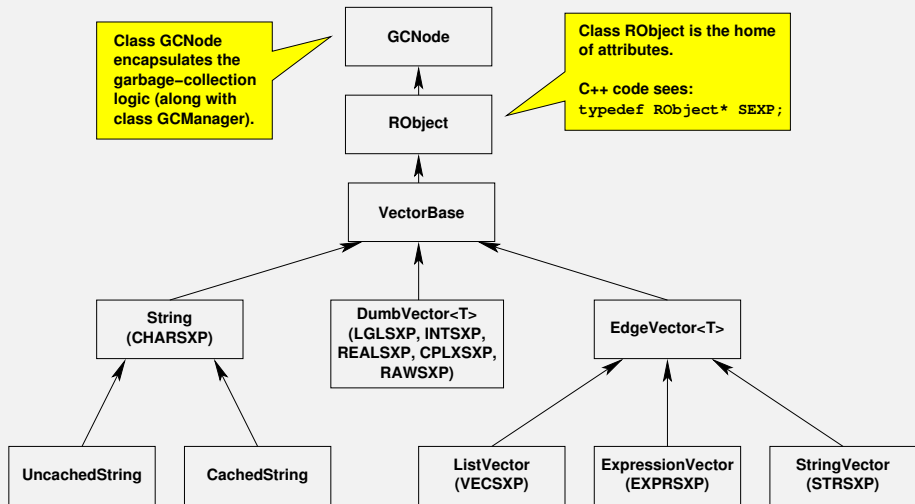 GCNode
Class GCNode
encapsulates the
garbage−collection
logic (along with
class GCManager).
Class RObject is the home
of attributes.
C++ code sees:
typedef RObject* SEXP;
RObject
VectorBase
String
(CHARSXP)
DumbVector<T>
(LGLSXP, INTSXP,
REALSXP, CPLXSXP,
RAWSXP)
EdgeVector<T>
UncachedString
CachedString
ListVector
(VECSXP)
ExpressionVector
(EXPRSXP)
StringVector
(STRSXP)